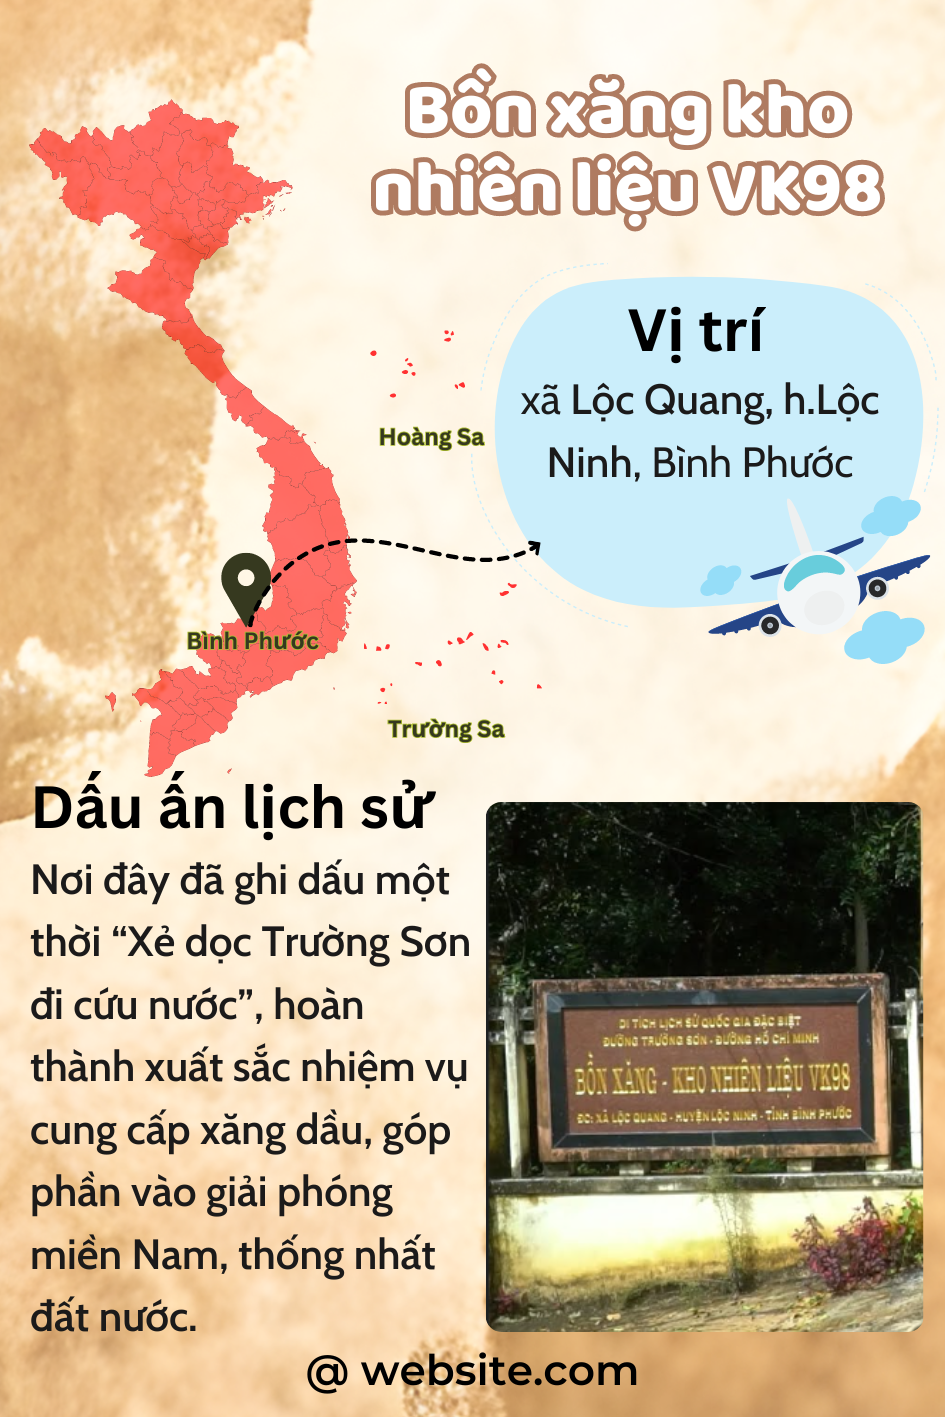 Bồn xăng kho
nhiên liệu VK98
Vị trí
xã Lộc Quang, h.Lộc
Ninh, Bình Phước
Hoàng Sa
Bình Phước
Trường Sa
Dấu ấn lịch sử
Nơi đây đã ghi dấu một
thời “Xẻ dọc Trường Sơn
đi cứu nước”, hoàn
thành xuất sắc nhiệm vụ
cung cấp xăng dầu, góp
phần vào giải phóng
miền Nam, thống nhất
đất nước.
DI TÍCH LỊCH SỬ QUỐC GIA ĐẶC BIỆT
ĐƯỜNG TRƯỜNG SƠN - ĐƯỜNG HỒ CHÍ MINH
BỒN XĂNG - KHO NHIÊN LIỆU VK98
ĐC: XÃ LỘC QUANG - HUYỆN LỘC NINH - TỈNH BÌNH PHƯỚC
@ website.com